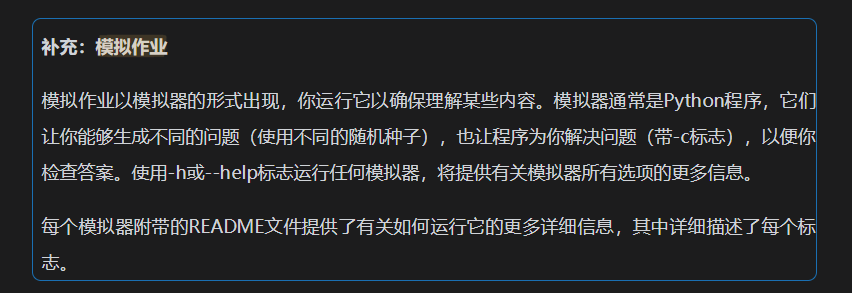 补充：模拟作业
模拟作业以模拟器的形式出现，你运行它以确保理解某些内容。模拟器通常是Python程序，它们
让你能够生成不同的问题（使用不同的随机种子），也让程序为你解决问题（带-c标志），以便你
检查答案。使用-h或--help标志运行任何模拟器，将提供有关模拟器所有选项的更多信息。
每个模拟器附带的README文件提供了有关如何运行它的更多详细信息，其中详细描述了每个标
志。